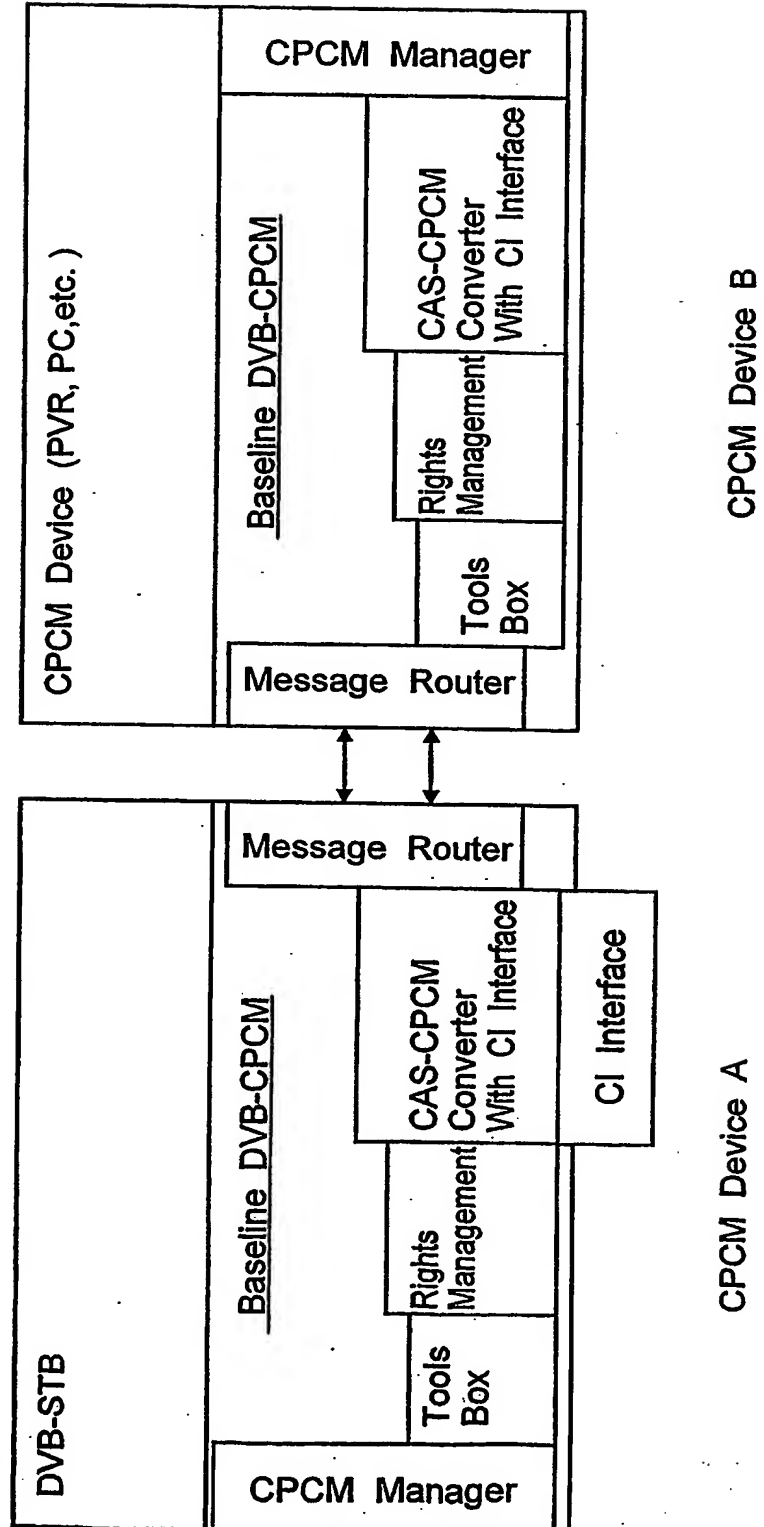 DVB-STB
Baseline DVB-CPCM
CPCM Manager
Tools
Box
Rights
Management
CAS-CPCM
Converter
With CI Interface
CI Interface
Message Router
CPCM Device A
CPCM Device (PVR, PC,etc. )
Baseline DVB-CPCM
Message Router
Tools
Box
Rights
Management
CAS-CPCM
Converter
With CI Interface
CPCM Manager
CPCM Device B